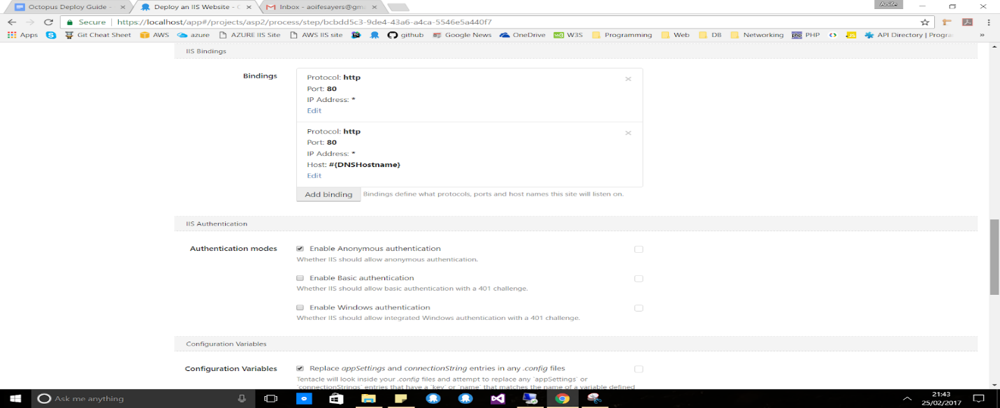 Octopus Deploy Guide - × Deploy an IIS Website - × Inbox - aoifesayers@gm × Aoife
Secure https://localhost/app#/projects/asp2/process/step/bcbdd5c3-9de4-43a6-a4ca-5546e5a440f7
Apps Git Cheat Sheet AWS azure AZURE IIS Site AWS IIS site github Google News OneDrive W3S Programming Web DB Networking PHP API Directory | Progra »
IIS Bindings
Bindings
Protocol: http ×
Port: 80
IP Address: *
Edit
Protocol: http ×
Port: 80
IP Address: *
Host: #{DNSHostname}
Edit
Add binding Bindings define what protocols, ports and host names this site will listen on.
IIS Authentication
Authentication modes Enable Anonymous authentication
Whether IIS should allow anonymous authentication.
Enable Basic authentication
Whether IIS should allow basic authentication with a 401 challenge.
Enable Windows authentication
Whether IIS should allow integrated Windows authentication with a 401 challenge.
Configuration Variables
Configuration Variables Replace appSettings and connectionString entries in any .config files
Tentacle will look inside your .config files and attempt to replace any `appSettings` or
`connectionStrings` entries that have a `key` or `name` that matches the name of a variable defined
Ask me anything 21:43
25/02/2017